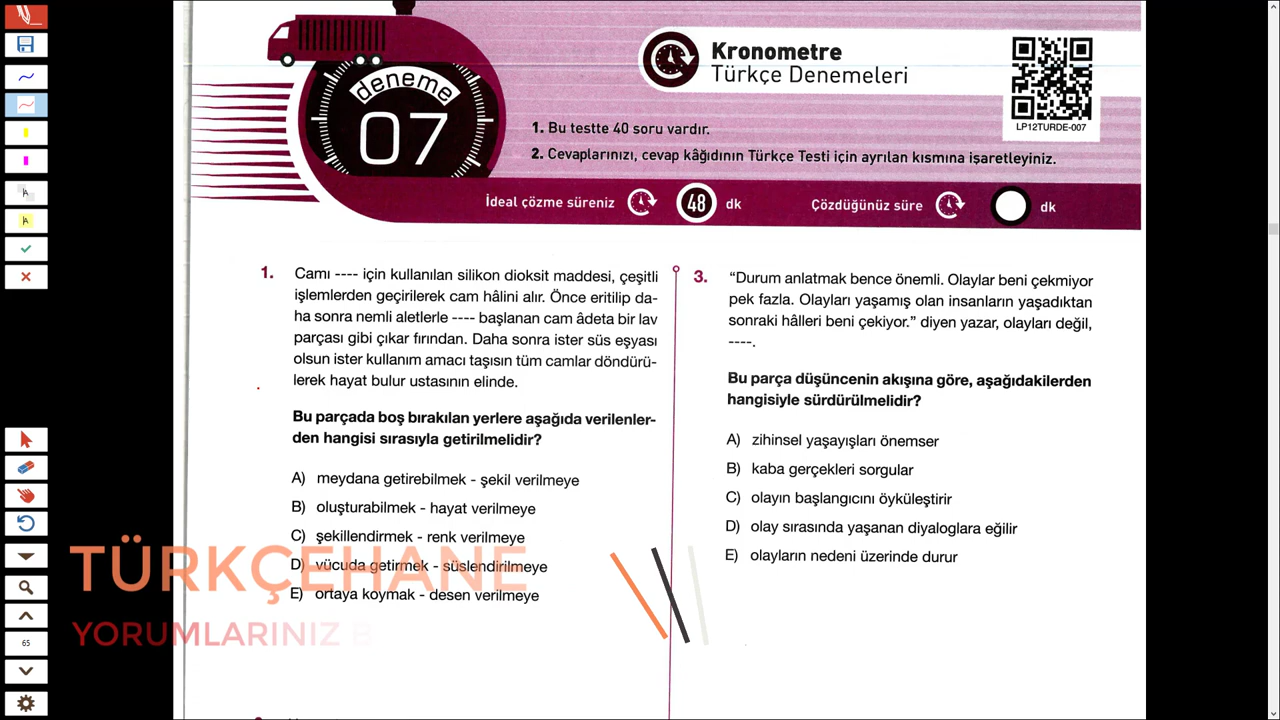 deneme
07
Kronometre
Türkçe Denemeleri
LP12TURDE-007
1. Bu testte 40 soru vardır.
2. Cevaplarınızı, cevap kâğıdının Türkçe Testi için ayrılan kısmına işaretleyiniz.
İdeal çözme süreniz 48 dk Çözdüğünüz süre dk
1. Camı ---- için kullanılan silikon dioksit maddesi, çeşitli
işlemlerden geçirilerek cam hâlini alır. Önce eritilip da-
ha sonra nemli aletlerle ---- başlanan cam âdeta bir lav
parçası gibi çıkar fırından. Daha sonra ister süs eşyası
olsun ister kullanım amacı taşısın tüm camlar döndürü-
lerek hayat bulur ustasının elinde.
Bu parçada boş bırakılan yerlere aşağıda verilenler-
den hangisi sırasıyla getirilmelidir?
A) meydana getirebilmek - şekil verilmeye
B) oluşturabilmek - hayat verilmeye
C) şekillendirmek - renk verilmeye
D) vücuda getirmek - süslendirilmeye
E) ortaya koymak - desen verilmeye
3. “Durum anlatmak bence önemli. Olaylar beni çekmiyor
pek fazla. Olayları yaşamış olan insanların yaşadıktan
sonraki hâlleri beni çekiyor.” diyen yazar, olayları değil,
----.
Bu parça düşüncenin akışına göre, aşağıdakilerden
hangisiyle sürdürülmelidir?
A) zihinsel yaşayışları önemser
B) kaba gerçekleri sorgular
C) olayın başlangıcını öyküleştirir
D) olay sırasında yaşanan diyaloglara eğilir
E) olayların nedeni üzerinde durur
TÜRKÇEHANE
YORUMLARINIZ
65